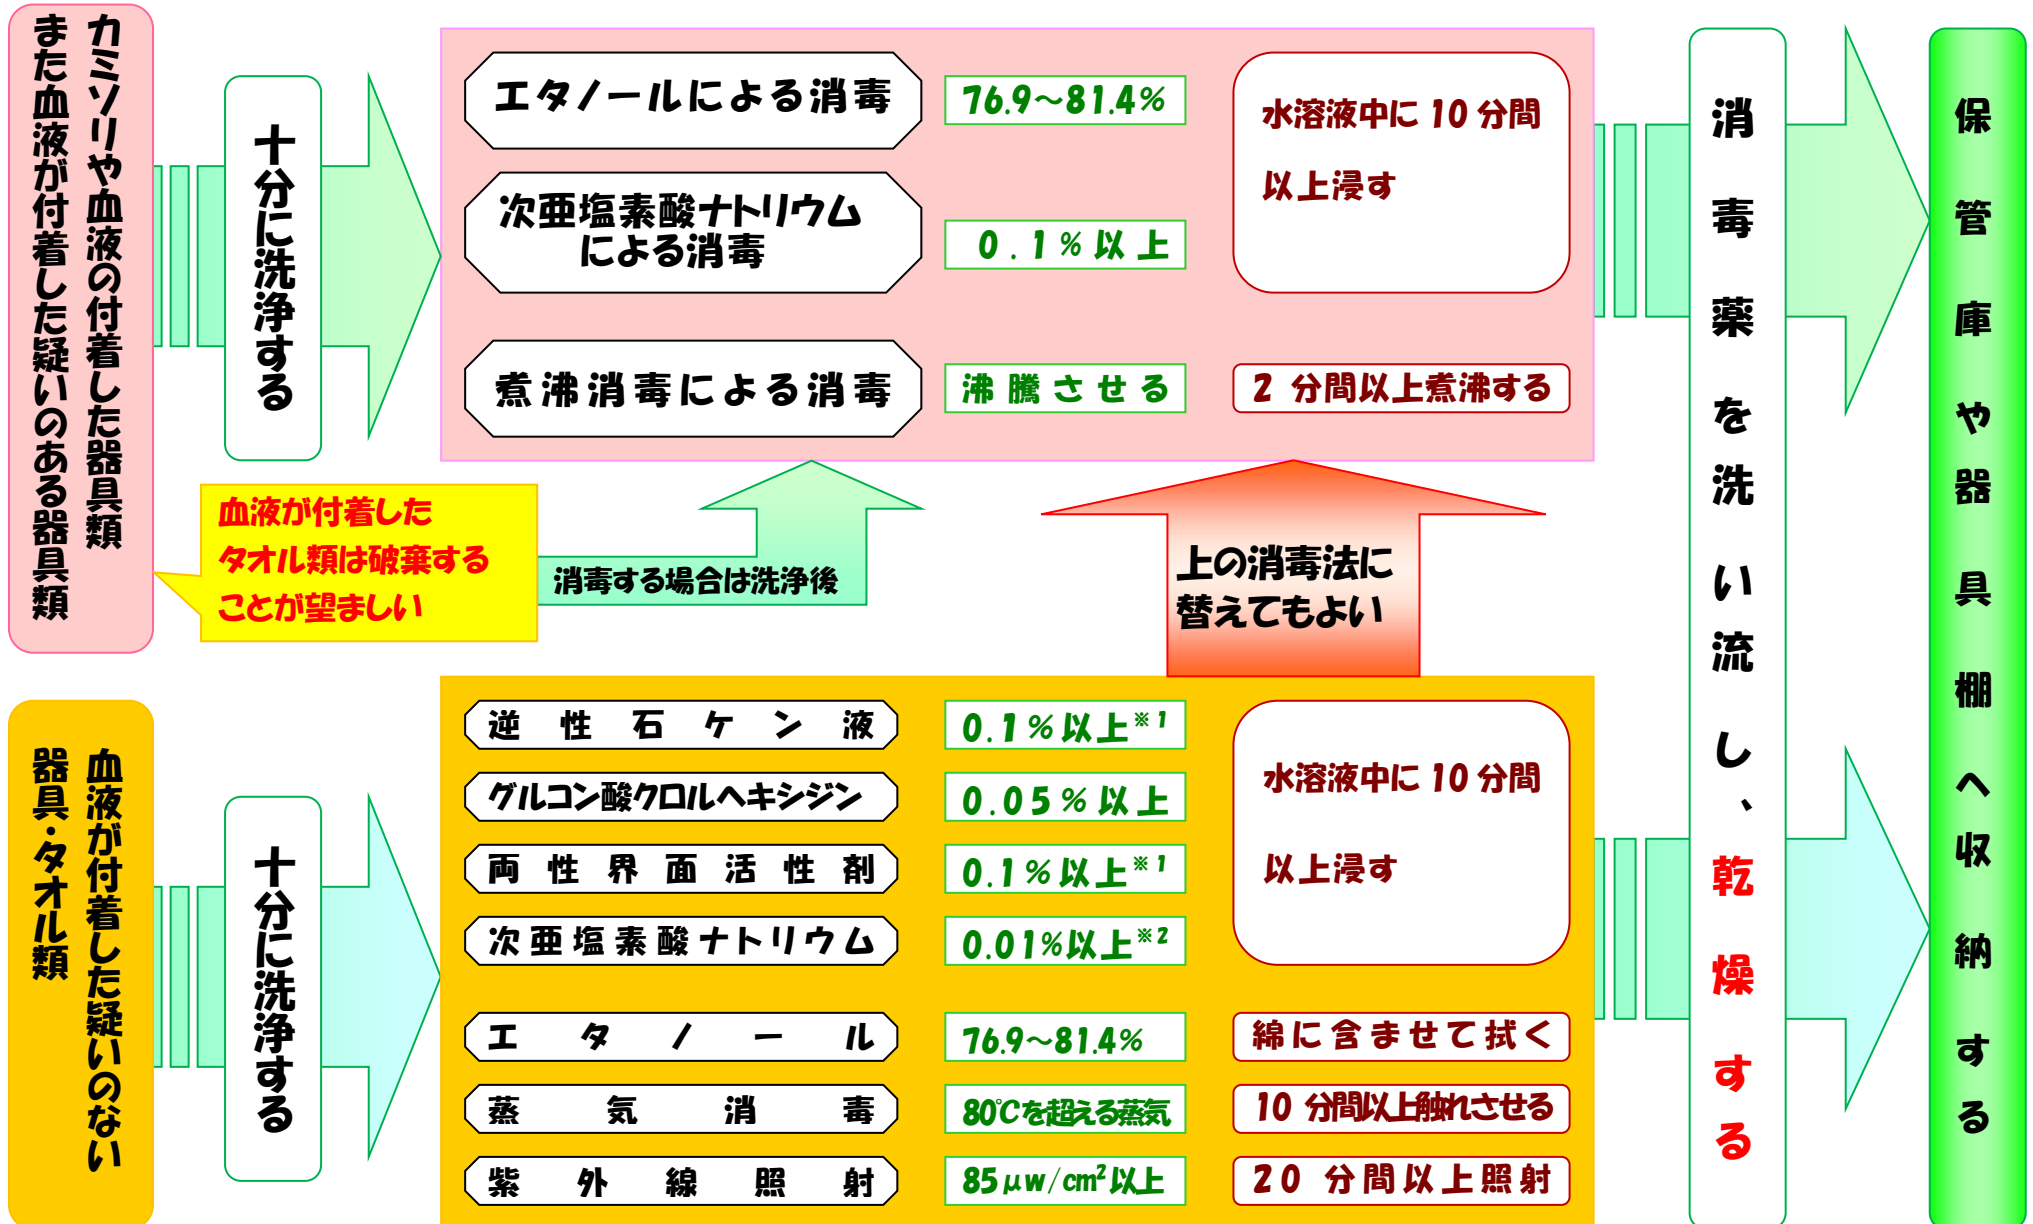 カミソリや血液の付着した器具類
また血液が付着した疑いのある器具類
十分に洗浄する
エタノールによる消毒
76.9～81.4％
次亜塩素酸ナトリウム
による消毒
0.1％以上
水溶液中に10分間
以上浸す
煮沸消毒による消毒
沸騰させる
2分間以上煮沸する
血液が付着した
タオル類は破棄する
ことが望ましい
消毒する場合は洗浄後
上の消毒法に
替えてもよい
血液が付着した疑いのない
器具・タオル類
十分に洗浄する
逆性石ケン液
0.1％以上※1
グルコン酸クロルヘキシジン
0.05％以上
両性界面活性剤
0.1％以上※1
次亜塩素酸ナトリウム
0.01％以上※2
水溶液中に10分間
以上浸す
エタノール
76.9～81.4％
綿に含ませて拭く
蒸気消毒
80℃を超える蒸気
10分間以上触れさせる
紫外線照射
85μw/cm²以上
20分間以上照射
消毒薬を洗い流し、乾燥する
保管庫や器具棚へ収納する